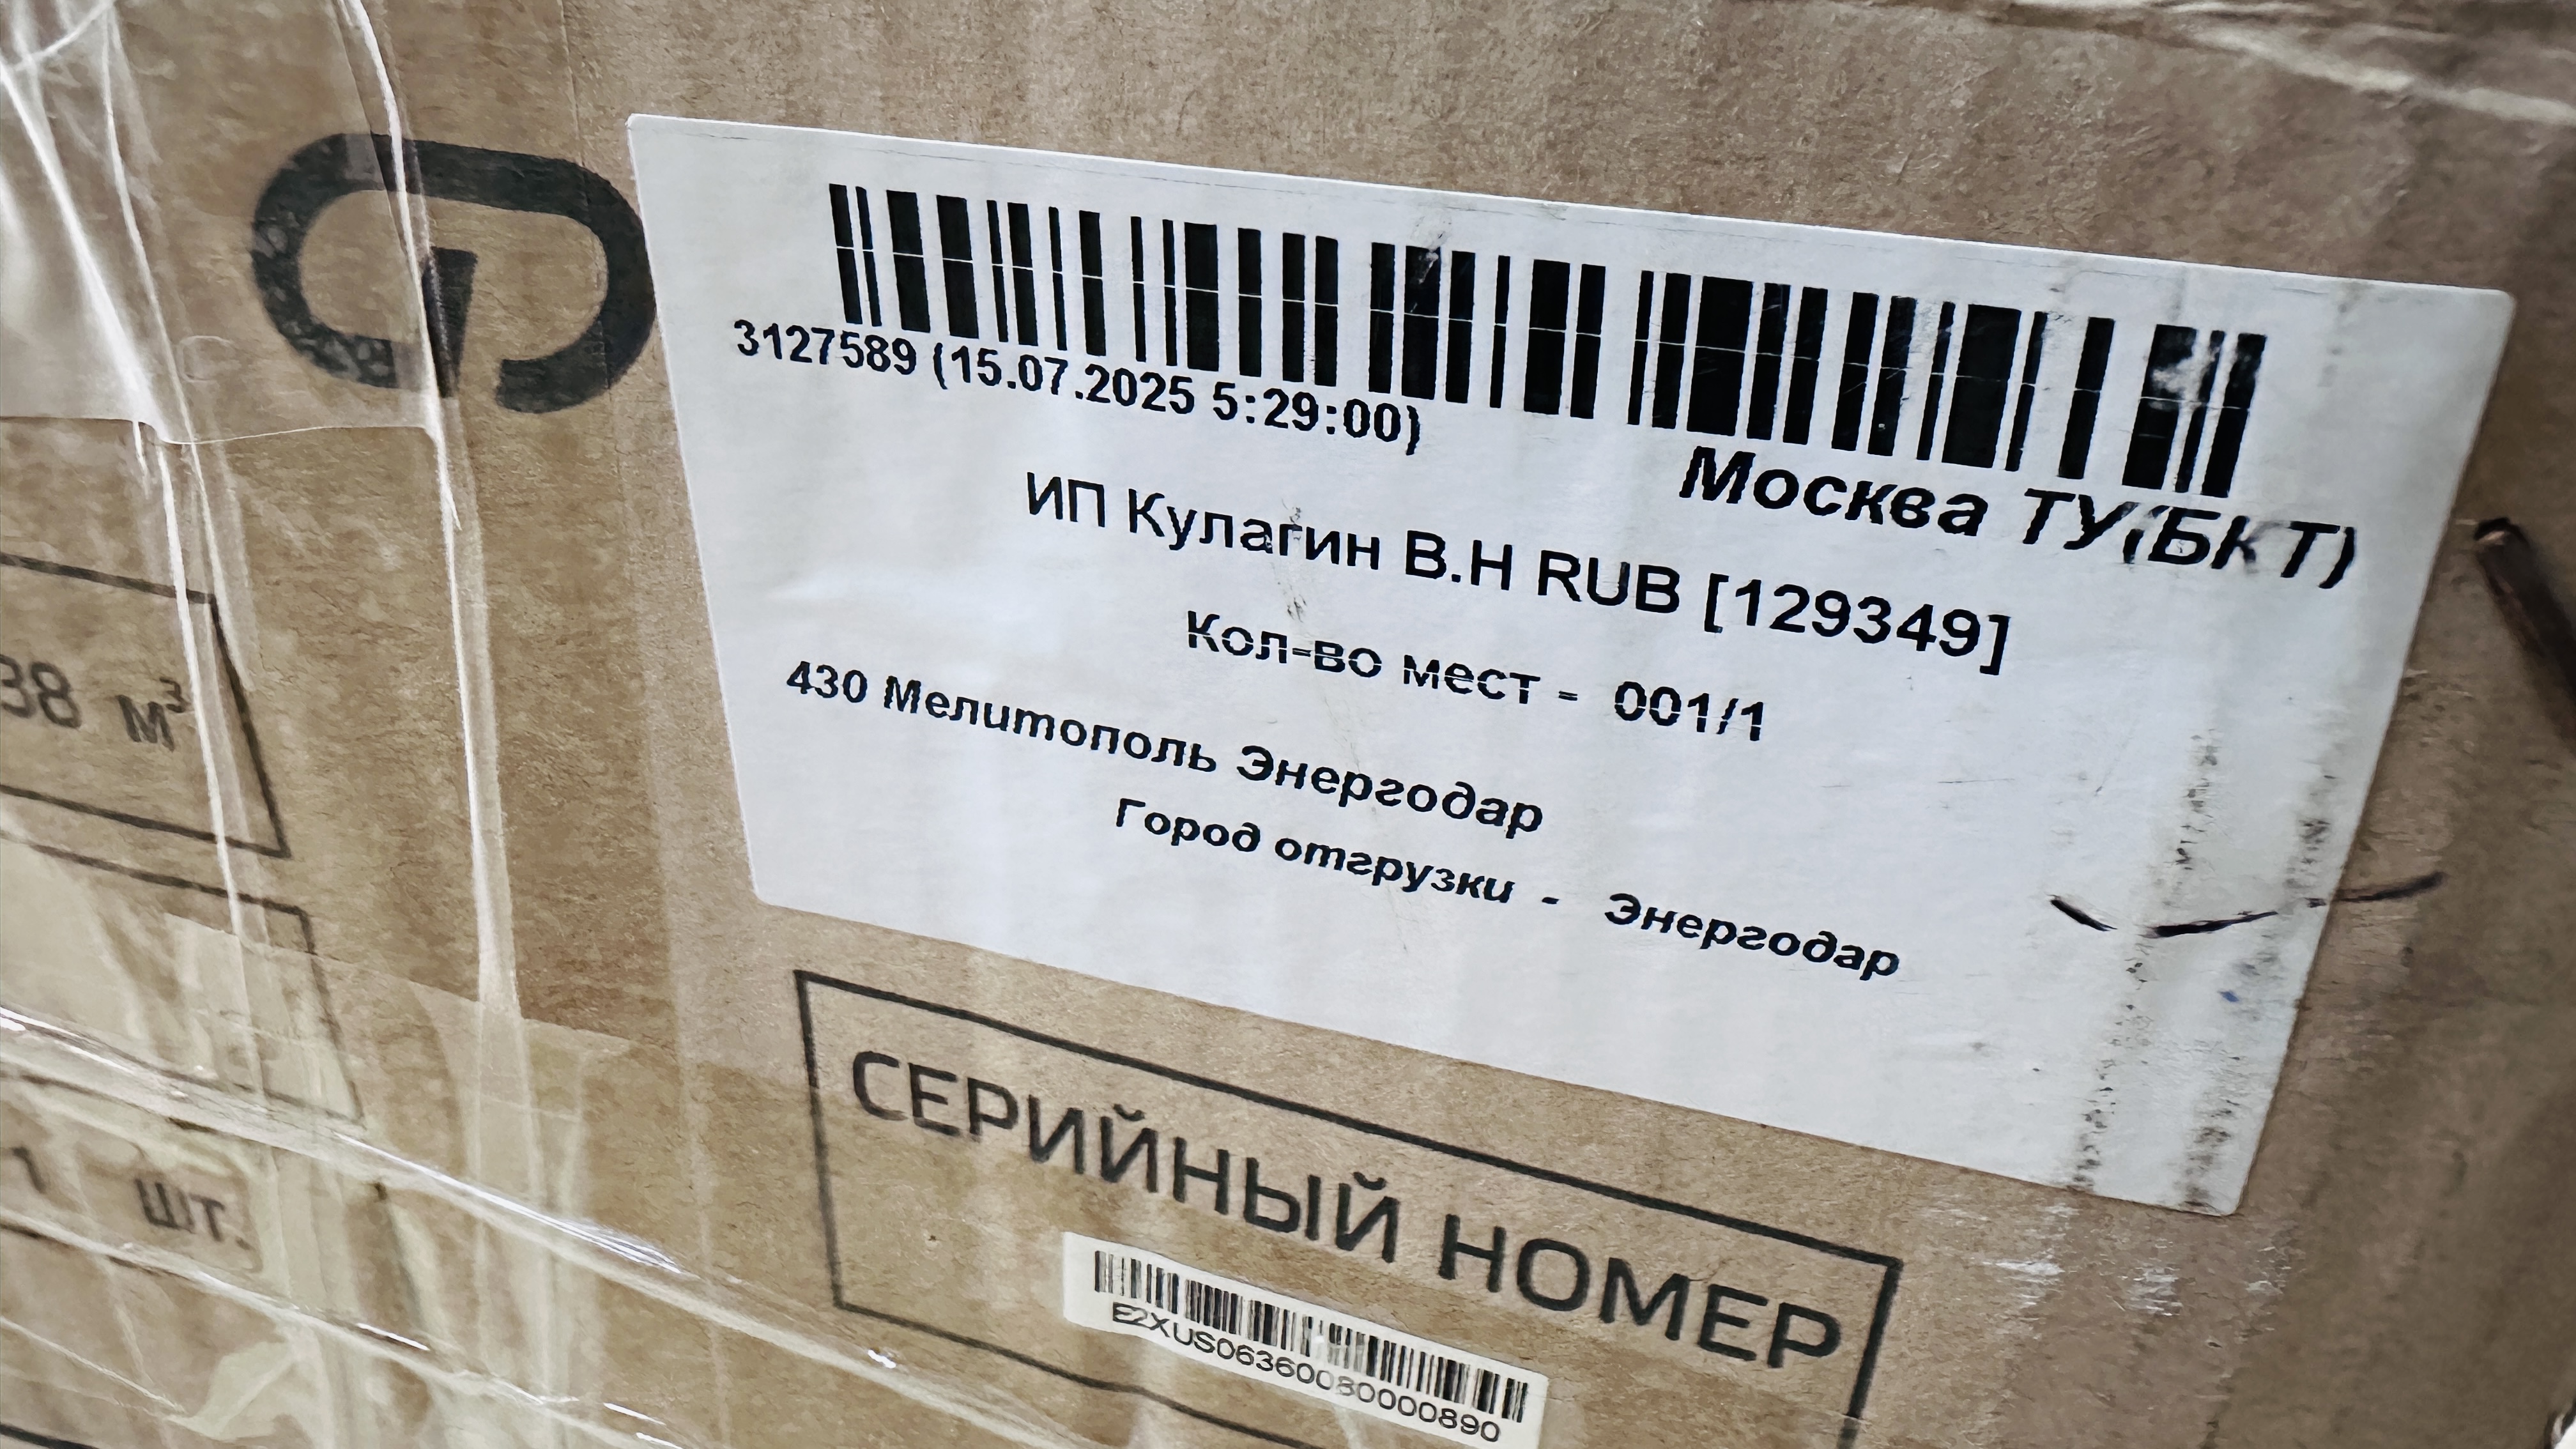 3127589 (15.07.2025 5:29:00)
Москва ТУ(БКТ)
ИП Кулагин В.Н RUB [129349]
Кол-во мест - 001/1
430 Мелитополь Энергодар
Город отгрузки - Энергодар
38 м³
1 шт.
СЕРИЙНЫЙ НОМЕР
E2XUS06360080000890